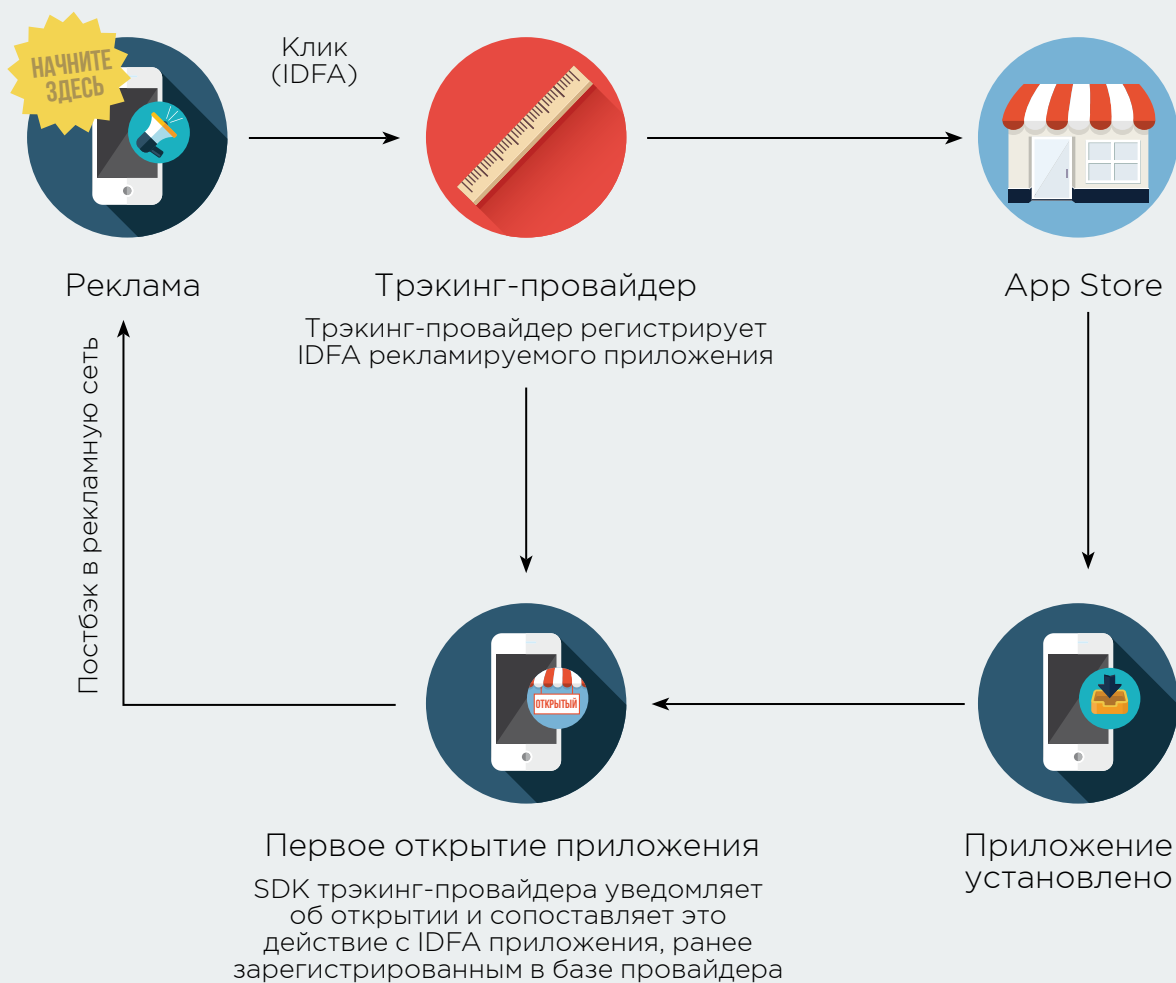 НАЧНИТЕ
ЗДЕСЬ
Клик
(IDFA)
Реклама
Трэкинг-провайдер
App Store
Трэкинг-провайдер регистрирует
IDFA рекламируемого приложения
Постбэк в рекламную сеть
ОТКРЫТЫЙ
Первое открытие приложения
SDK трэкинг-провайдера уведомляет
об открытии и сопоставляет это
действие с IDFA приложения, ранее
зарегистрированным в базе провайдера
Приложение
установлено